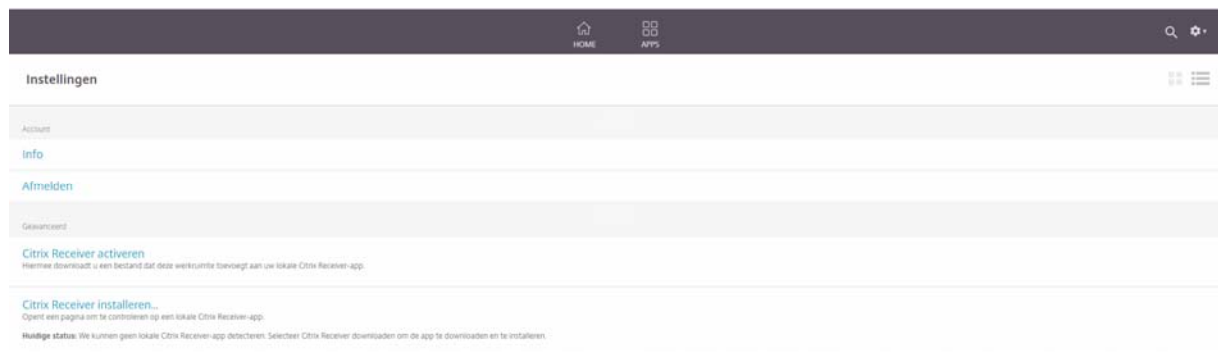 HOME
APPS
Instellingen
Account
Info
Afmelden
Geavanceerd
Citrix Receiver activeren
Hiermee downloadt u een bestand dat deze werkruimte toevoegt aan uw lokale Citrix Receiver-app.
Citrix Receiver installeren...
Opent een pagina om te controleren op een lokale Citrix Receiver-app.
Huidige status: We kunnen geen lokale Citrix Receiver-app detecteren. Selecteer Citrix Receiver downloaden om de app te downloaden en te installeren.